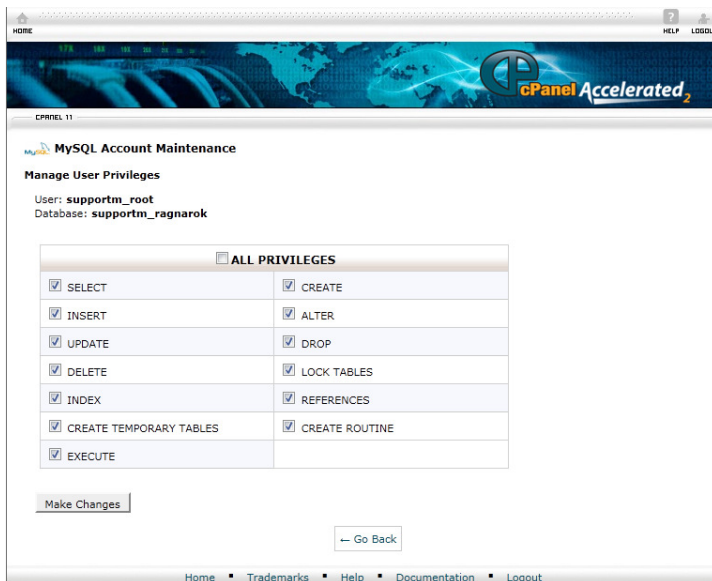 HOME
HELP
cPanel Accelerated2
CPANEL 11
MySQL MySQL Account Maintenance
Manage User Privileges
User: supportm_root
Database: supportm_ragnarok
ALL PRIVILEGES
SELECT CREATE
INSERT ALTER
UPDATE DROP
DELETE LOCK TABLES
INDEX REFERENCES
CREATE TEMPORARY TABLES CREATE ROUTINE
EXECUTE
Make Changes
← Go Back
Home ▪ Trademarks ▪ Help ▪ Documentation ▪ Logout